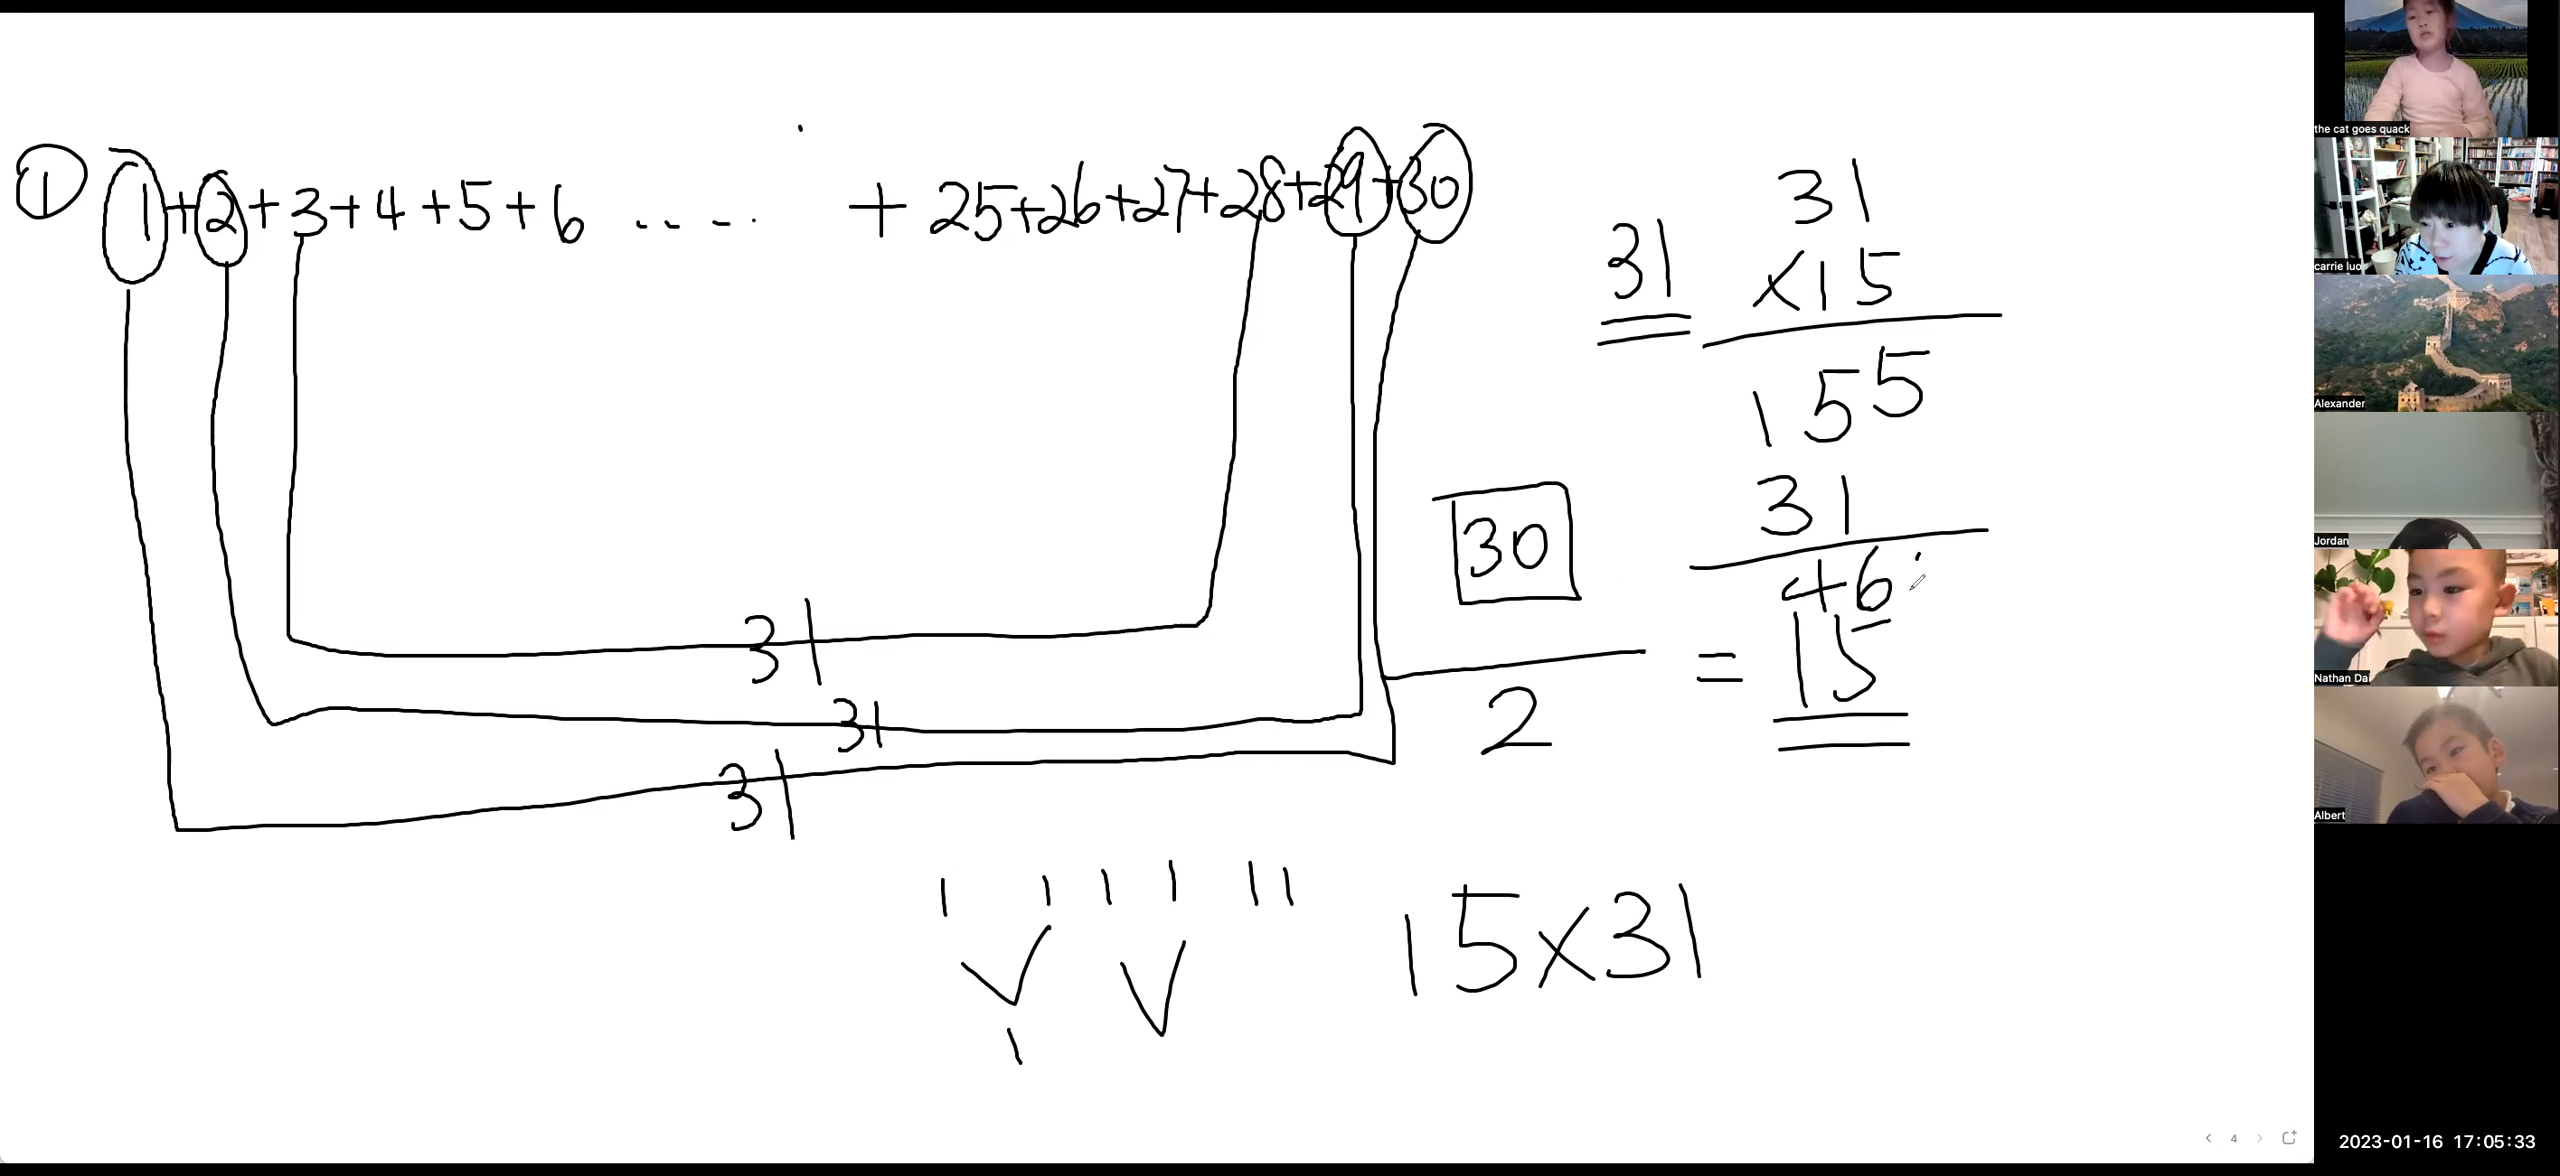 ① 1+2+3+4+5+6 ..... + 25+26+27+28+29+30
31
31
×15
155
31
46
30
2
= 15
31
31
31
15×31
the cat goes quack
carrie luo
Alexander
Jordan
Nathan Dai
Albert
4
2023-01-16 17:05:33